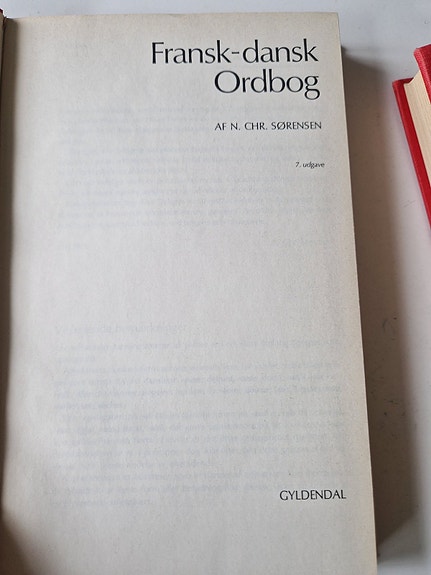 Fransk-dansk
Ordbog
AF N. CHR. SØRENSEN
7. udgave
GYLDENDAL